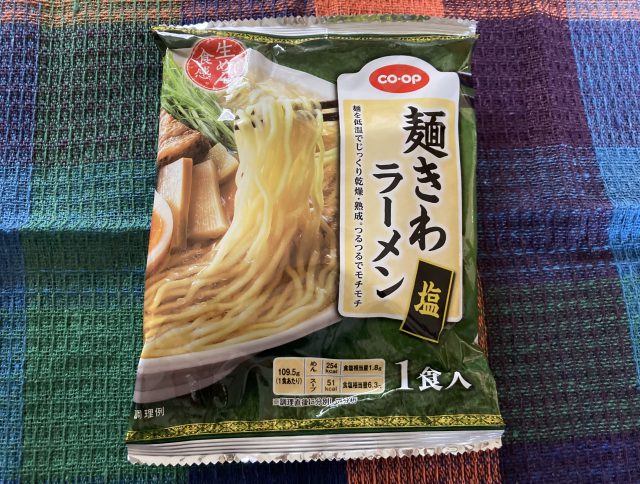 生めん
食感
CO·OP
麺きわ
ラーメン
塩
麺を低温でじっくり乾燥・熟成。つるつるでモチモチ
109.5g
(1食あたり)
めん
254
kcal
食塩相当量1.8g
スープ
51
kcal
食塩相当量6.3g
1食入
調理例